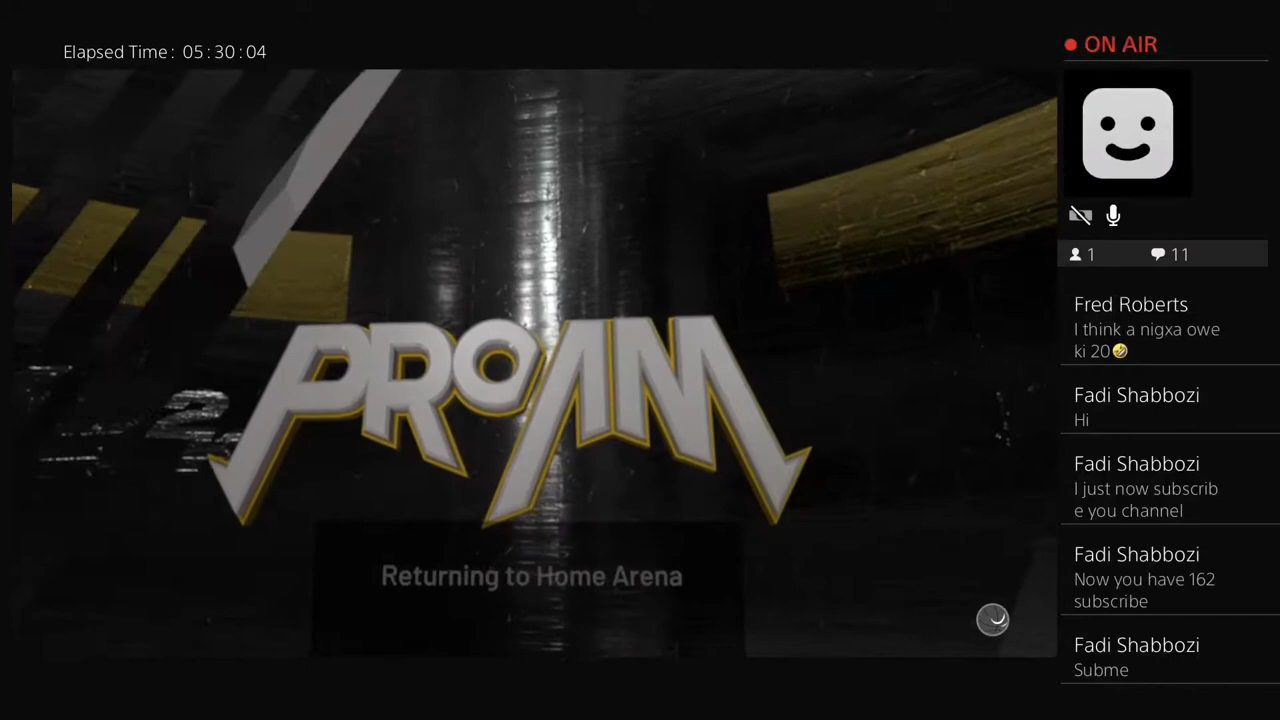 Elapsed Time: 05:30:04
ON AIR
1 11
Fred Roberts
I think a nigxa owe
ki 20🤣
Fadi Shabbozi
Hi
Fadi Shabbozi
I just now subscrib
e you channel
Fadi Shabbozi
Now you have 162
subscribe
Fadi Shabbozi
Subme
PROAM
Returning to Home Arena